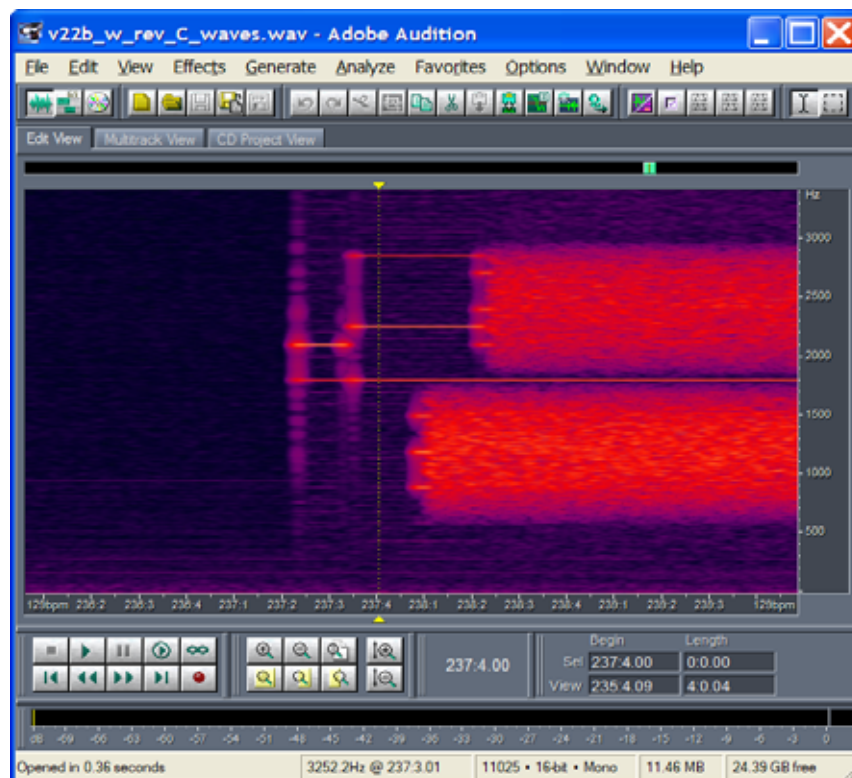 v22b_w_rev_C_waves.wav - Adobe Audition
File Edit View Effects Generate Analyze Favorites Options Window Help
Edit View Multitrack View CD Project View
Hz
3000
2500
2000
1500
1000
500
129bpm 236:2 236:3 236:4 237:1 237:2 237:3 237:4 238:1 238:2 238:3 238:4 239:1 239:2 239:3 129bpm
Begin Length
237:4.00 Sel 237:4.00 0:0.00
View 235:4.09 4:0.04
dB -69 -66 -63 -60 -57 -54 -51 -48 -45 -42 -39 -36 -33 -30 -27 -24 -21 -18 -15 -12 -9 -6 -3 0
Opened in 0.36 seconds 3252.2Hz @ 237:3.01 11025 • 16-bit • Mono 11.46 MB 24.39 GB free